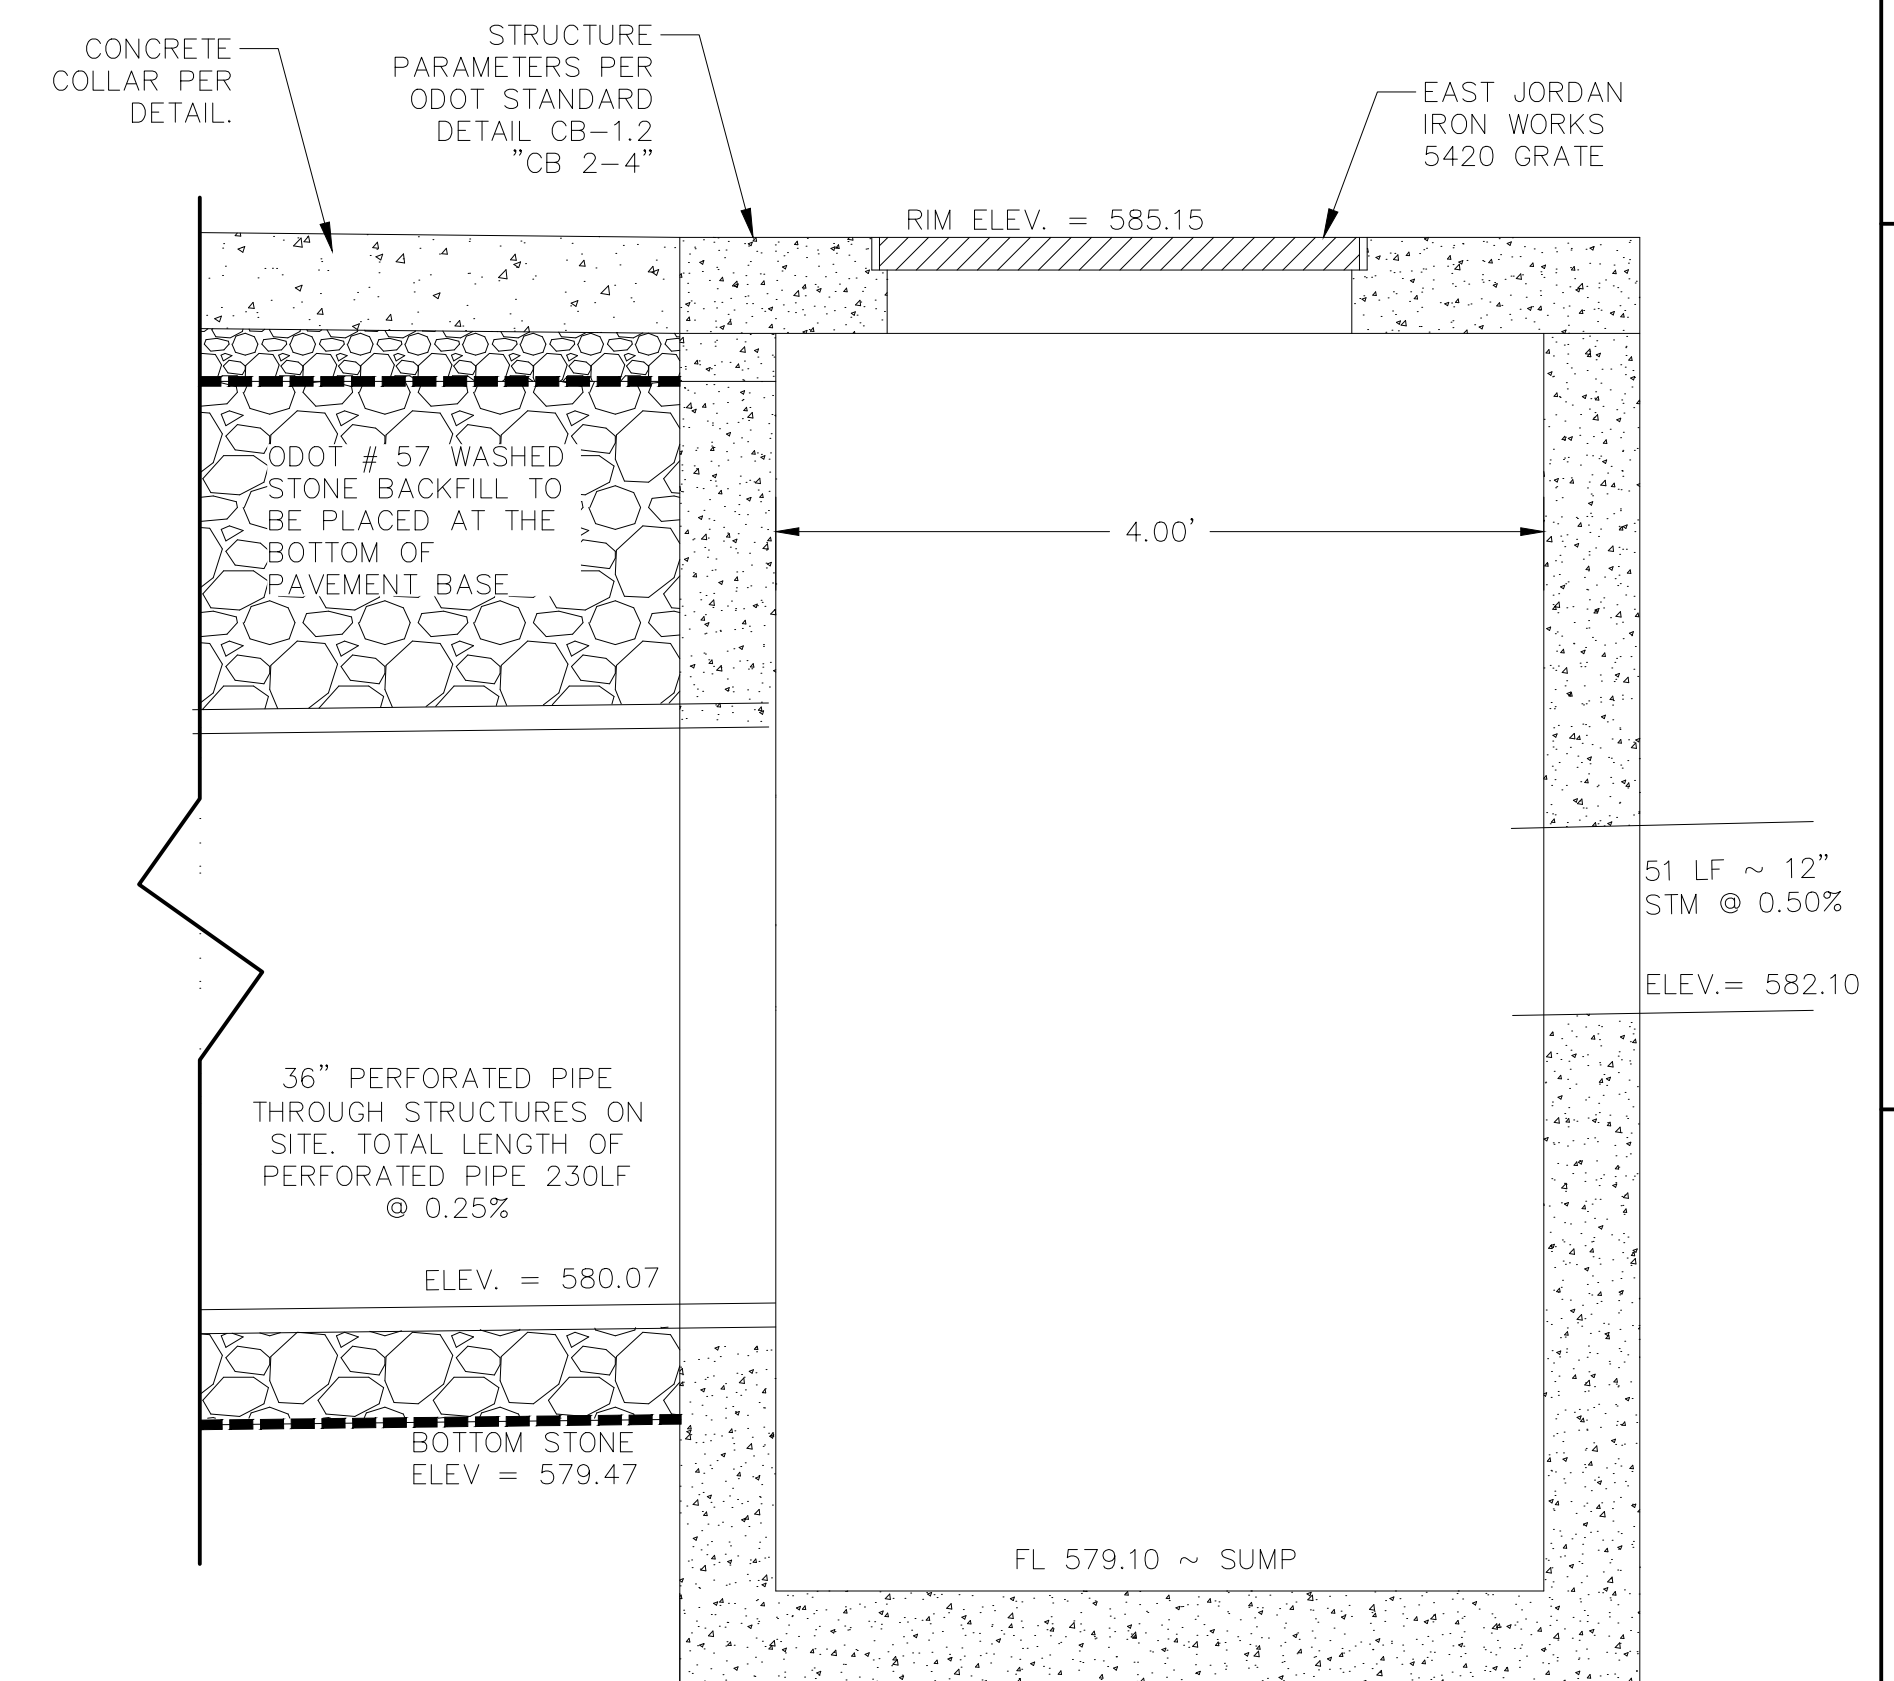 CONCRETE
COLLAR PER
DETAIL.
STRUCTURE
PARAMETERS PER
ODOT STANDARD
DETAIL CB-1.2
"CB 2-4"
EAST JORDAN
IRON WORKS
5420 GRATE
RIM ELEV. = 585.15
ODOT # 57 WASHED
STONE BACKFILL TO
BE PLACED AT THE
BOTTOM OF
PAVEMENT BASE
4.00'
51 LF ~ 12"
STM @ 0.50%
ELEV.= 582.10
36" PERFORATED PIPE
THROUGH STRUCTURES ON
SITE. TOTAL LENGTH OF
PERFORATED PIPE 230LF
@ 0.25%
ELEV. = 580.07
BOTTOM STONE
ELEV = 579.47
FL 579.10 ~ SUMP